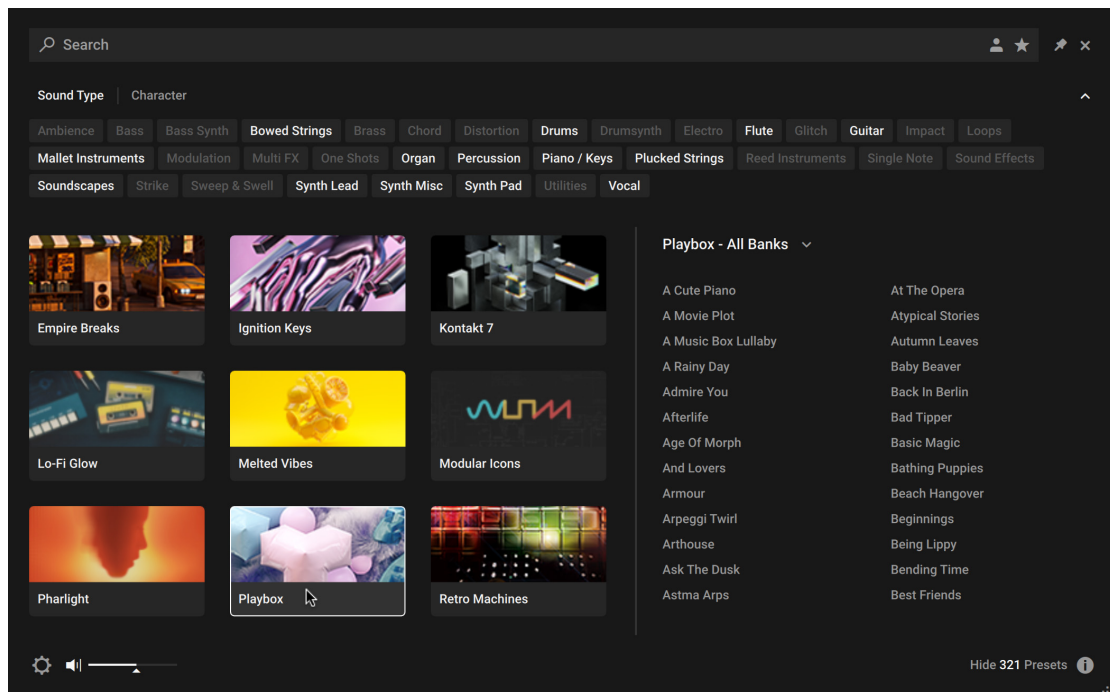 Search
Sound Type Character
Ambience Bass Bass Synth Bowed Strings Brass Chord Distortion Drums Drumsynth Electro Flute Glitch Guitar Impact Loops
Mallet Instruments Modulation Multi FX One Shots Organ Percussion Piano / Keys Plucked Strings Reed Instruments Single Note Sound Effects
Soundscapes Strike Sweep & Swell Synth Lead Synth Misc Synth Pad Utilities Vocal
Empire Breaks Ignition Keys Kontakt 7
Lo-Fi Glow Melted Vibes Modular Icons
Pharlight Playbox Retro Machines
Playbox - All Banks
A Cute Piano
A Movie Plot
A Music Box Lullaby
A Rainy Day
Admire You
Afterlife
Age Of Morph
And Lovers
Armour
Arpeggi Twirl
Arthouse
Ask The Dusk
Astma Arps
At The Opera
Atypical Stories
Autumn Leaves
Baby Beaver
Back In Berlin
Bad Tipper
Basic Magic
Bathing Puppies
Beach Hangover
Beginnings
Being Lippy
Bending Time
Best Friends
Hide 321 Presets